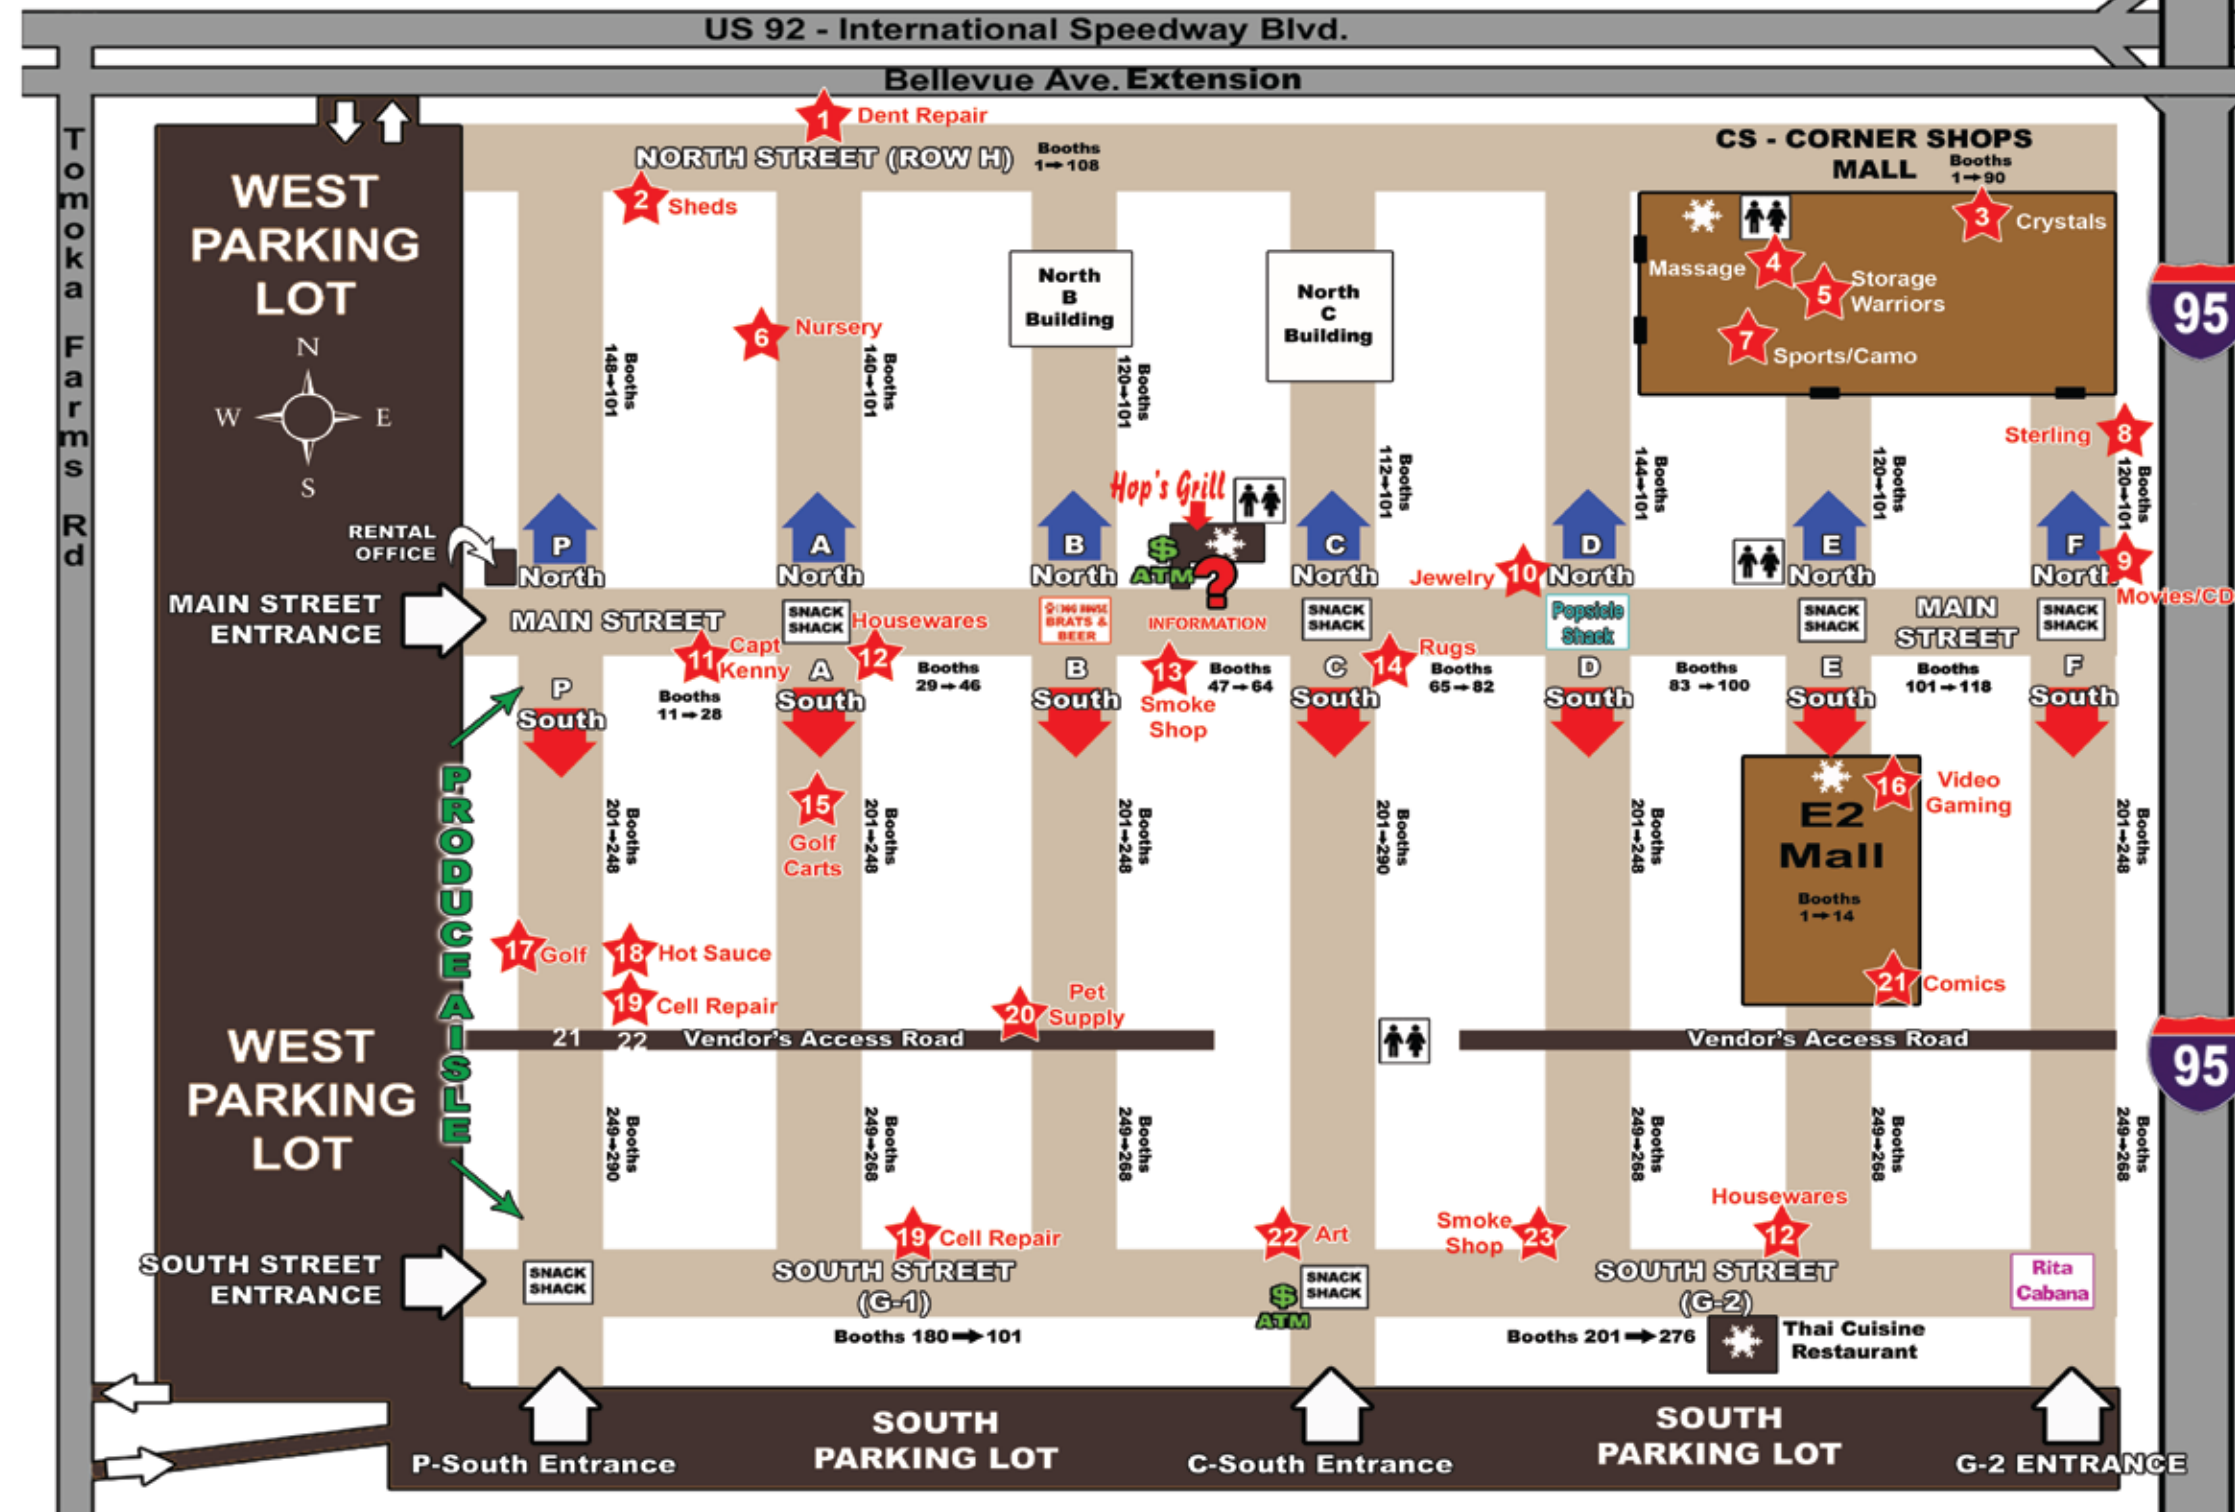 US 92 - International Speedway Blvd.
Bellevue Ave. Extension
Tomoka Farms Rd
1 Dent Repair
NORTH STREET (ROW H)
Booths
1→108
CS - CORNER SHOPS
MALL
Booths
1→90
WEST
PARKING
LOT
N
W E
S
2 Sheds
3 Crystals
Massage 4
5 Storage
Warriors
7 Sports/Camo
North
B
Building
North
C
Building
6 Nursery
95
Booths
148→101
Booths
140→101
Booths
120→101
Booths
112→101
Booths
144→101
Booths
120→101
Booths
120→101
Sterling 8
Hop's Grill
$
ATM
?
INFORMATION
RENTAL
OFFICE
P
North
A
North
B
North
C
North
Jewelry 10
D
North
E
North
F
North
9
Movies/CD
MAIN STREET
ENTRANCE
MAIN STREET
SNACK
SHACK
Housewares
12
DOG HOUSE
BRATS &
BEER
SNACK
SHACK
Popsicle
Shack
SNACK
SHACK
MAIN
STREET
SNACK
SHACK
11 Capt
Kenny
Booths
11→28
Booths
29→46
13
Smoke
Shop
Booths
47→64
14 Rugs
Booths
65→82
Booths
83→100
Booths
101→118
P
South
A
South
B
South
C
South
D
South
E
South
F
South
PRODUCE AISLE
15
Golf
Carts
16 Video
Gaming
E2
Mall
Booths
1→14
21 Comics
Booths
201→248
Booths
201→248
Booths
201→248
Booths
201→290
Booths
201→248
Booths
201→248
17 Golf
18 Hot Sauce
19 Cell Repair
20 Pet
Supply
21 22 Vendor's Access Road
Vendor's Access Road
95
WEST
PARKING
LOT
Booths
249→290
Booths
249→268
Booths
249→268
Booths
249→268
Booths
249→268
Booths
249→268
19 Cell Repair
22 Art
Smoke
Shop 23
Housewares
12
SOUTH STREET
ENTRANCE
SNACK
SHACK
SOUTH STREET
(G-1)
Booths 180→101
$
ATM
SNACK
SHACK
SOUTH STREET
(G-2)
Booths 201→276
Thai Cuisine
Restaurant
Rita
Cabana
P-South Entrance
SOUTH
PARKING LOT
C-South Entrance
SOUTH
PARKING LOT
G-2 ENTRANCE